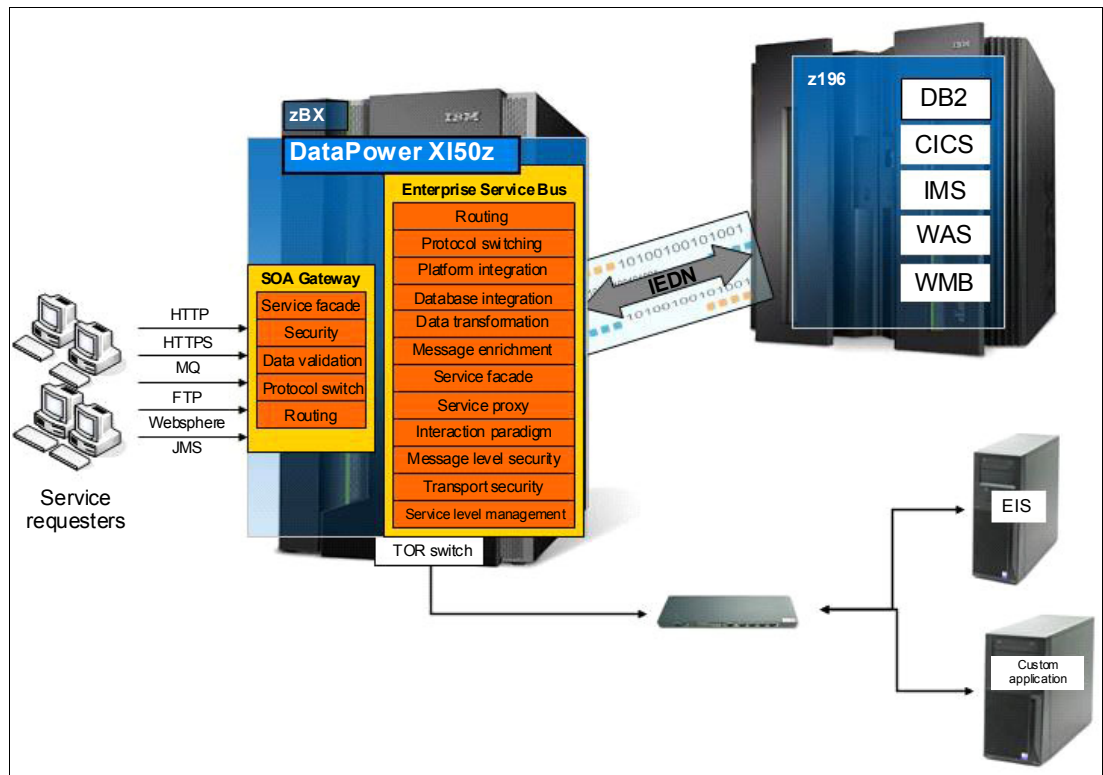 zBX
IBM
DataPower XI50z
Enterprise Service Bus
Routing
Protocol switching
Platform integration
Database integration
Data transformation
Message enrichment
Service facade
Service proxy
Interaction paradigm
Message level security
Transport security
Service level management
SOA Gateway
Service facade
Security
Data validation
Protocol switch
Routing
HTTP
HTTPS
MQ
FTP
Websphere
JMS
Service
requesters
TOR switch
10100100101001
IEDN
10100100101001
IBM
z196
DB2
CICS
IMS
WAS
WMB
EIS
Custom
application